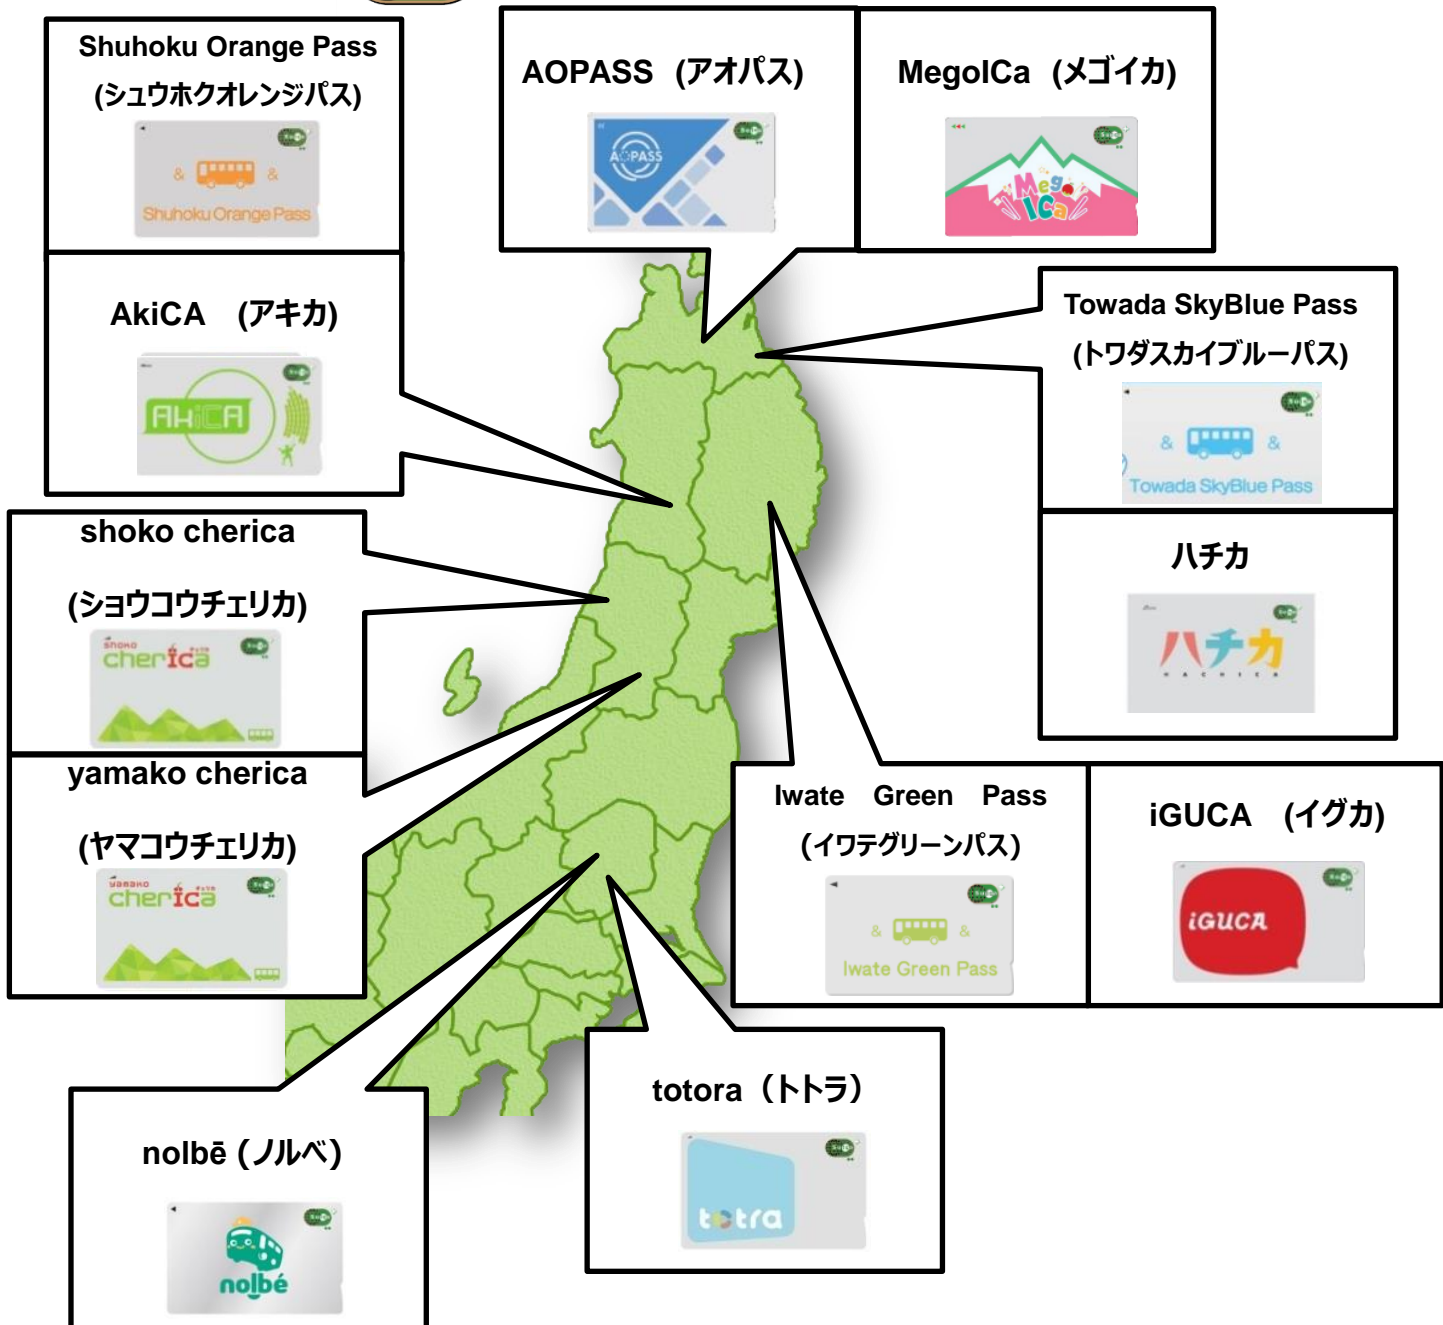 Shuhoku Orange Pass
(シュウホクオレンジパス)
& &
Shuhoku Orange Pass
AkiCA (アキカ)
AkiCA
AOPASS (アオパス)
AOPASS
MegoICa (メゴイカ)
Mego
ICa
Towada SkyBlue Pass
(トワダスカイブルーパス)
& &
Towada SkyBlue Pass
ハチカ
ハチカ
HACHICA
shoko cherica
(ショウコウチェリカ)
shoko
cherica
yamako cherica
(ヤマコウチェリカ)
yamako
cherica
Iwate Green Pass
(イワテグリーンパス)
& &
Iwate Green Pass
iGUCA (イグカ)
iGUCA
totora (トトラ)
totra
nolbē (ノルベ)
nolbé